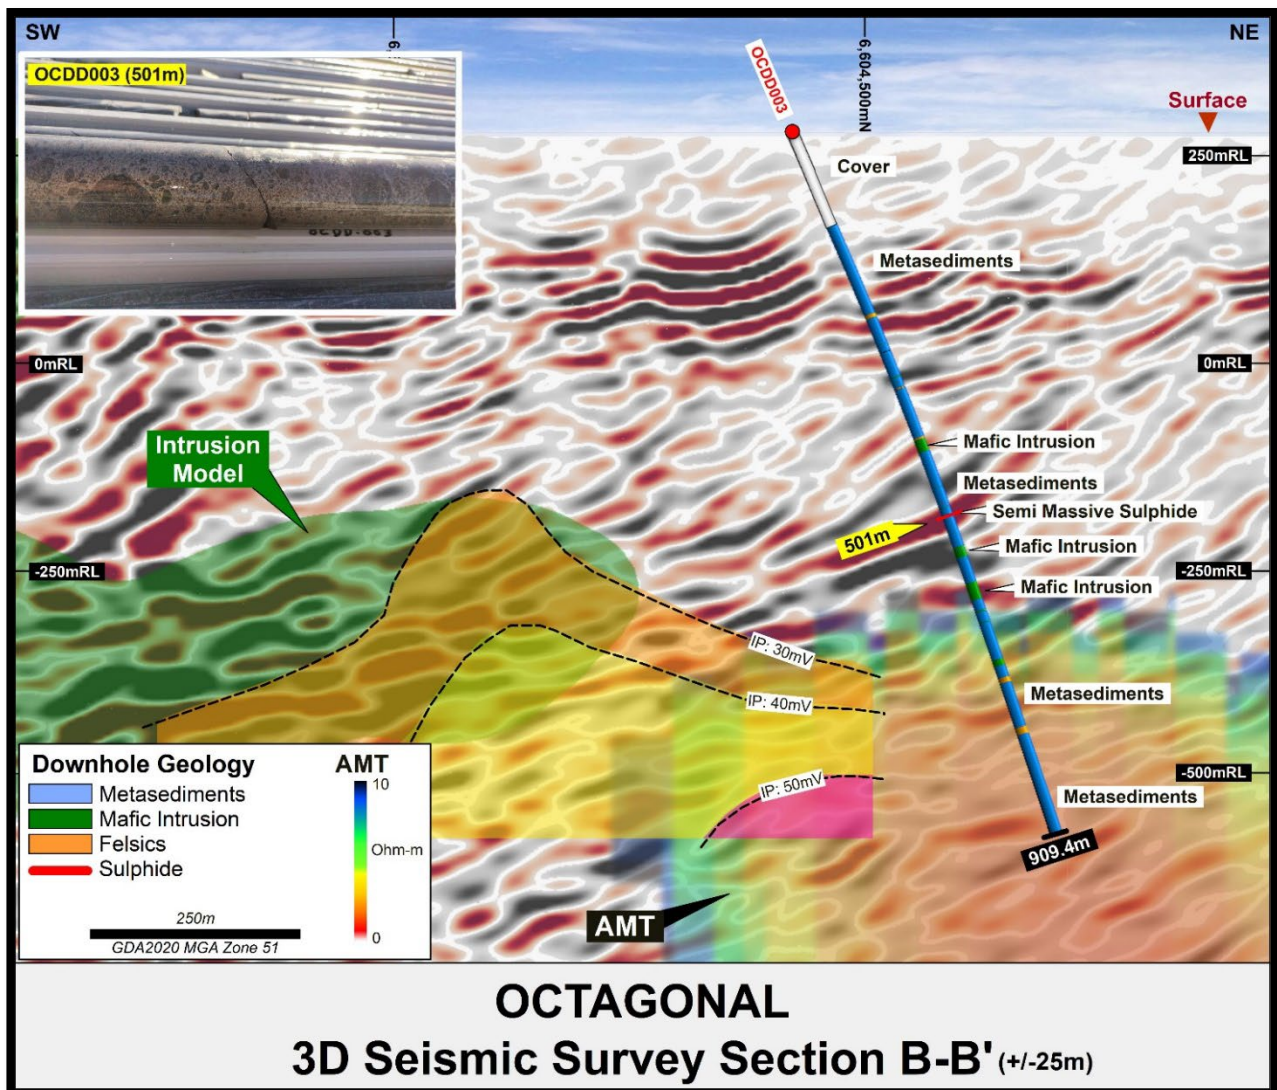 SW
NE
OCDD003 (501m)
OCDD003
6,604,500mN
Surface
250mRL
Cover
Metasediments
0mRL
0mRL
Mafic Intrusion
Intrusion
Model
Metasediments
Semi Massive Sulphide
501m
Mafic Intrusion
-250mRL
-250mRL
Mafic Intrusion
IP: 30mV
IP: 40mV
Metasediments
IP: 50mV
-500mRL
Metasediments
909.4m
AMT
Downhole Geology
Metasediments
Mafic Intrusion
Felsics
Sulphide
250m
GDA2020 MGA Zone 51
AMT
10
Ohm-m
0
OCTAGONAL
3D Seismic Survey Section B-B' (+/-25m)